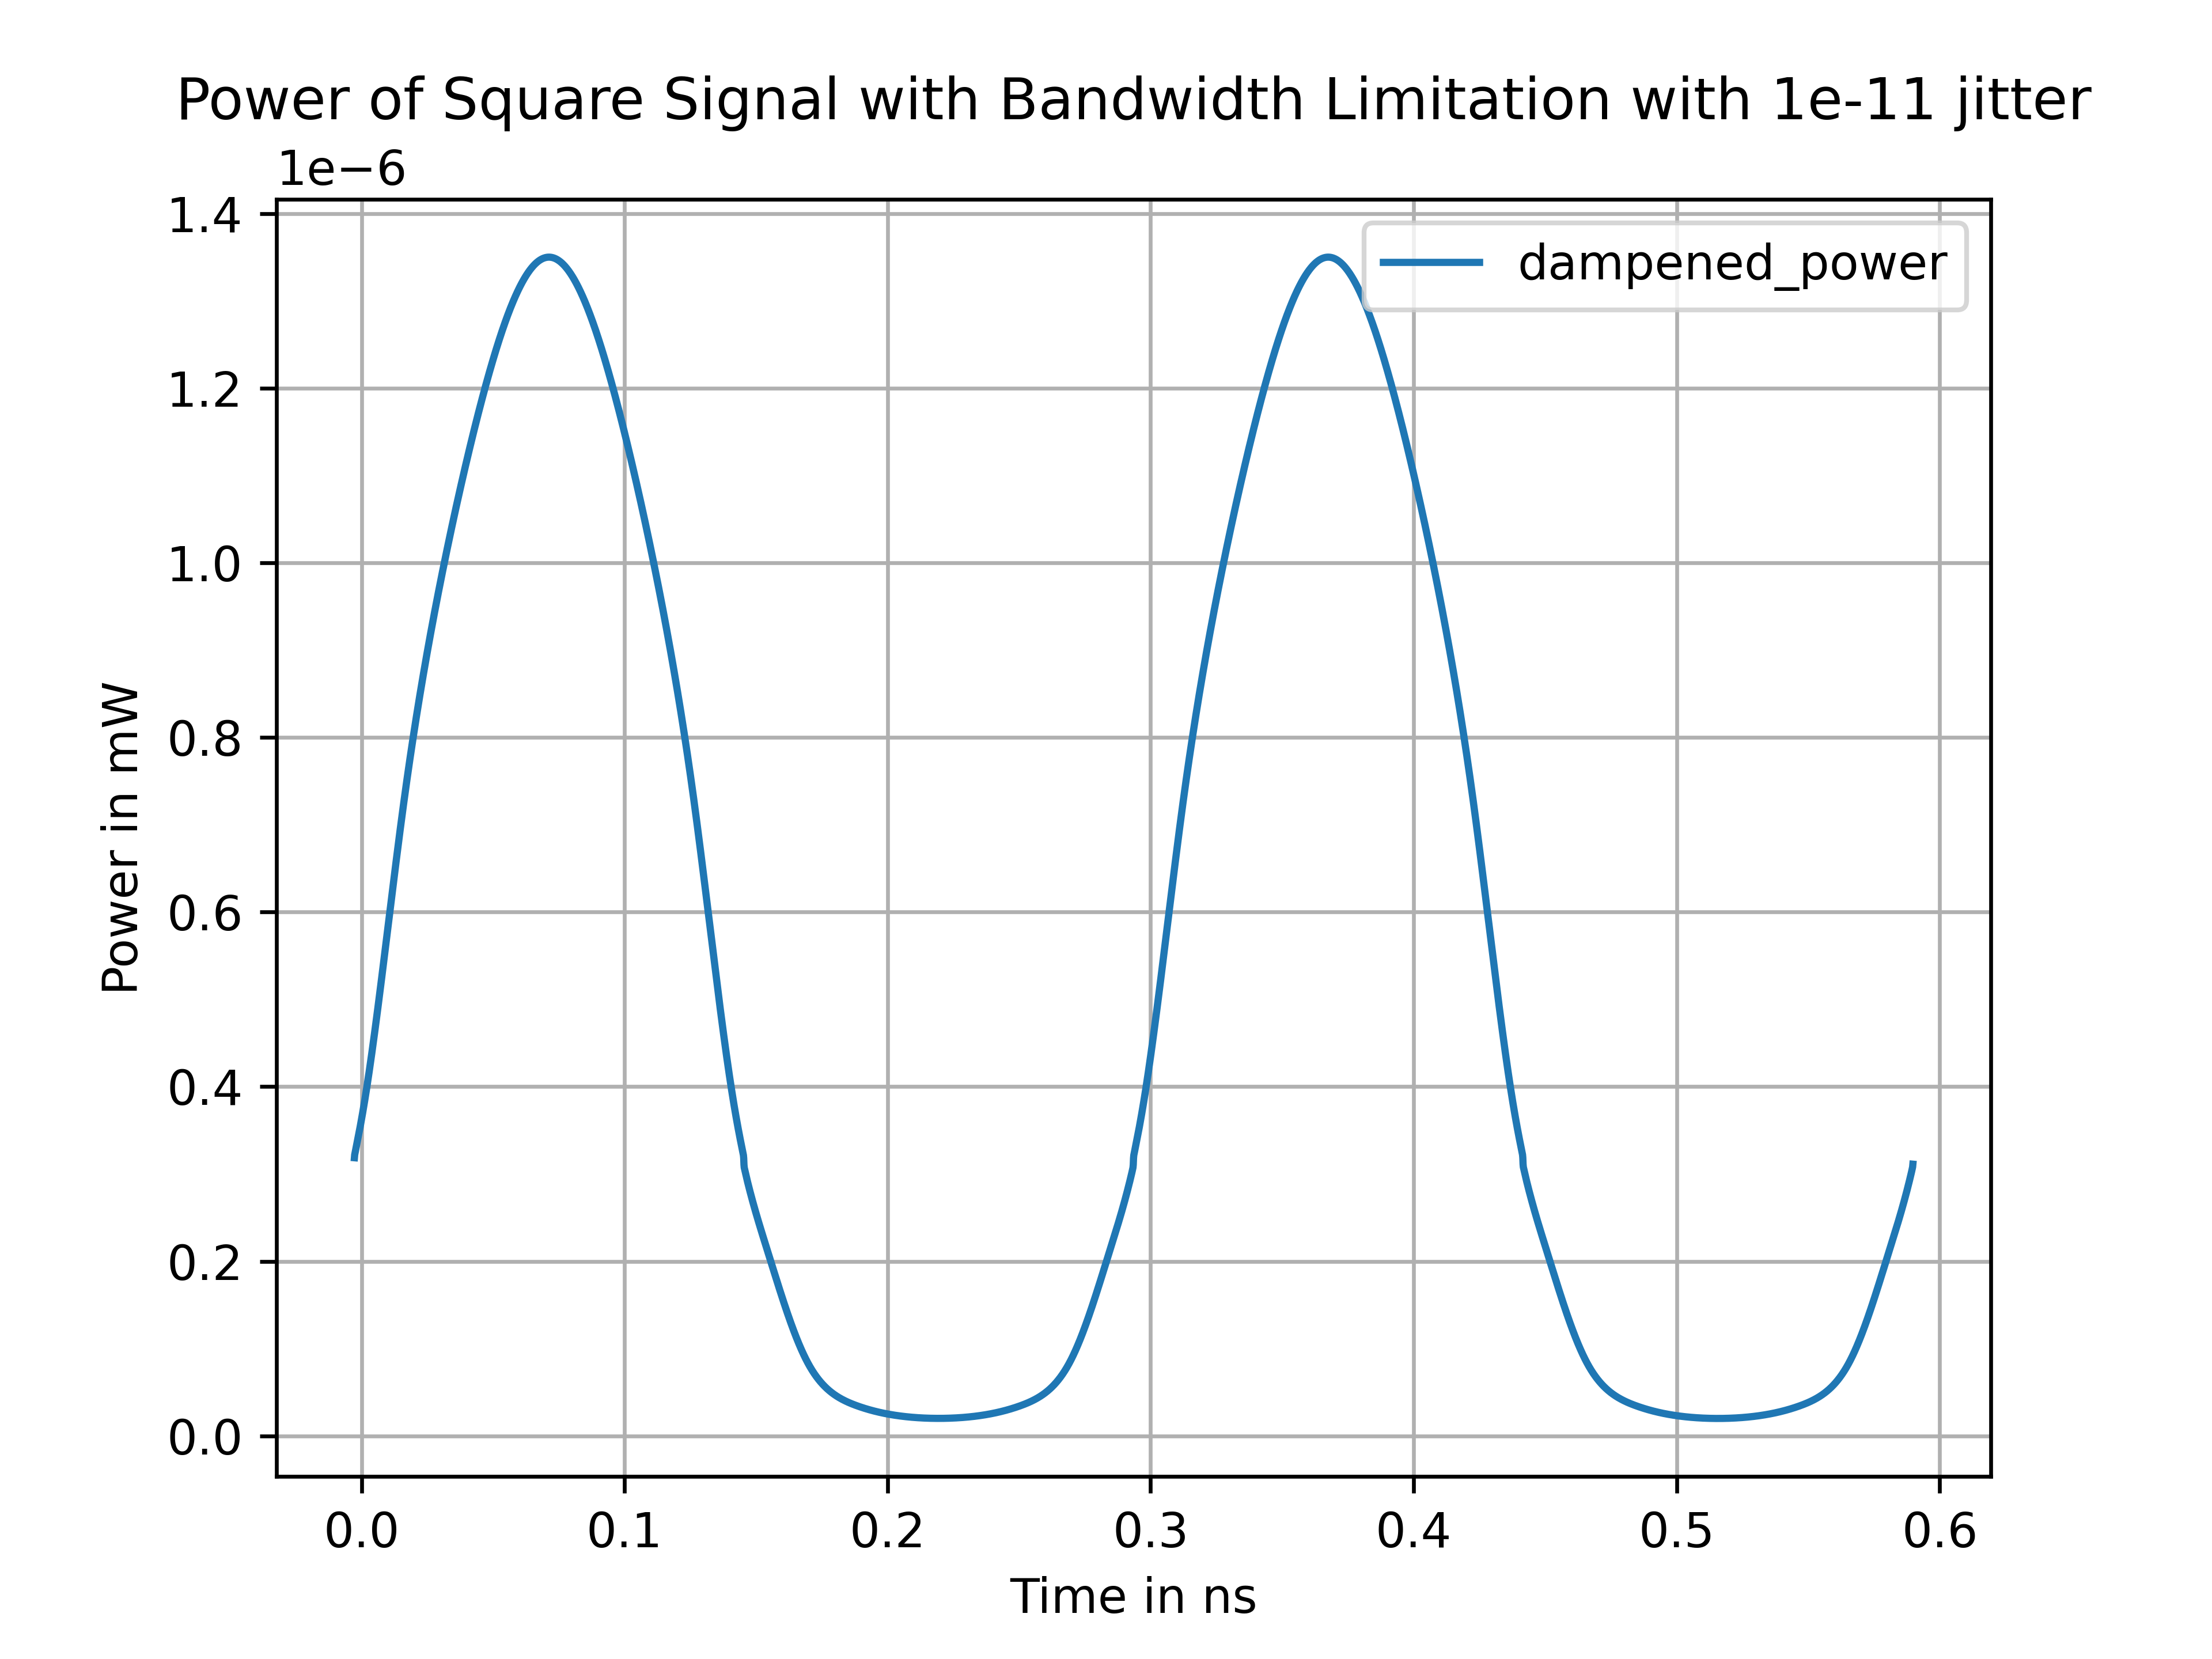 Power of Square Signal with Bandwidth Limitation with 1e-11 jitter
1e−6
1.4
1.2
1.0
0.8
0.6
0.4
0.2
0.0
Power in mW
dampened_power
0.0 0.1 0.2 0.3 0.4 0.5 0.6
Time in ns